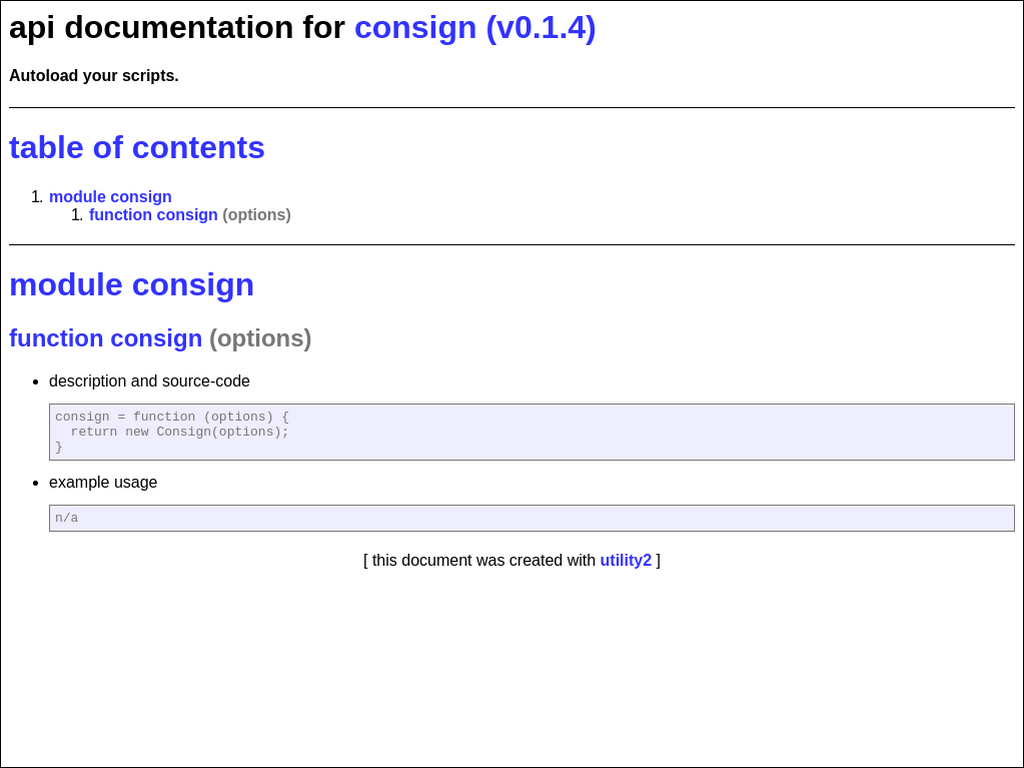 api documentation for consign (v0.1.4)
Autoload your scripts.
table of contents
1. module consign
1. function consign (options)
module consign
function consign (options)
• description and source-code
consign = function (options) {
  return new Consign(options);
}
• example usage
n/a
[ this document was created with utility2 ]